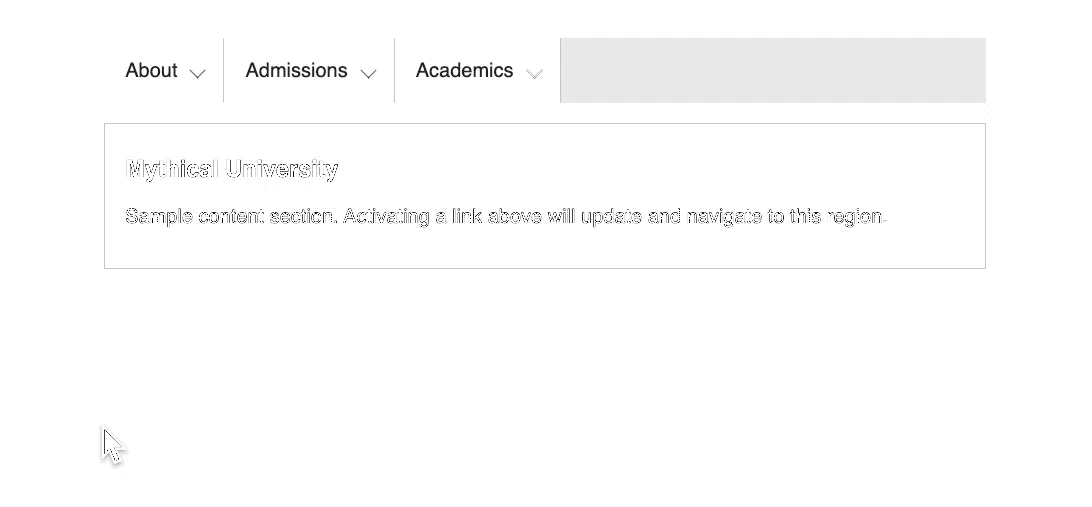 About Admissions Academics
Mythical University
Sample content section. Activating a link above will update and navigate to this region.